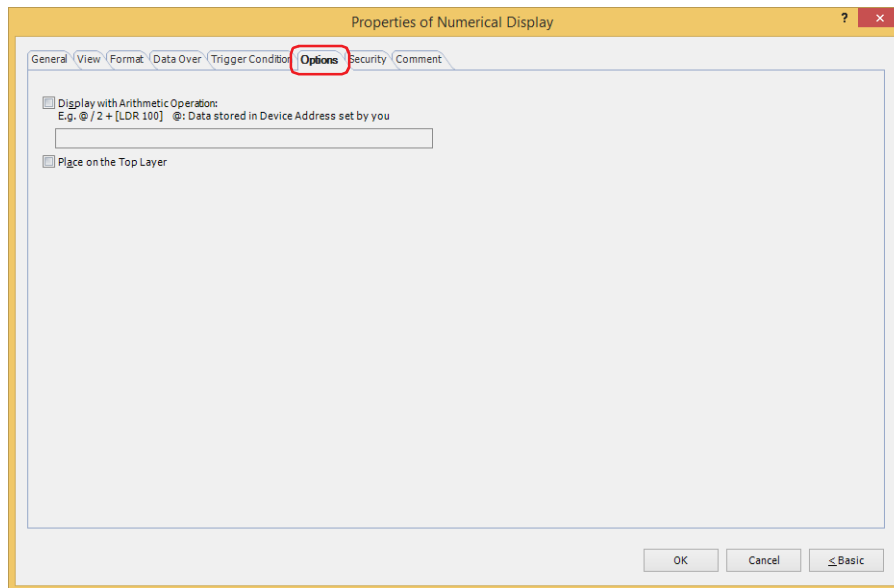 Properties of Numerical Display
? ×
General View Format Data Over Trigger Condition Options Security Comment
Display with Arithmetic Operation:
E.g. @ / 2 + [LDR 100] @: Data stored in Device Address set by you
Place on the Top Layer
OK Cancel < Basic